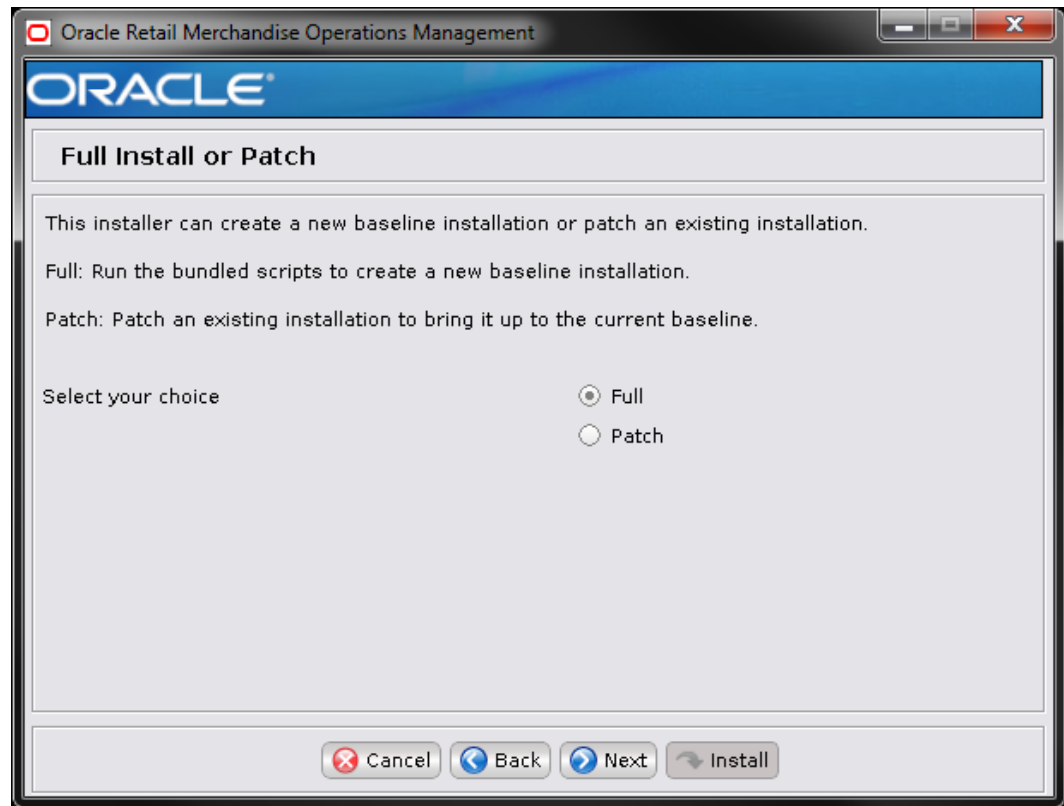 Oracle Retail Merchandise Operations Management
ORACLE®
Full Install or Patch
This installer can create a new baseline installation or patch an existing installation.
Full: Run the bundled scripts to create a new baseline installation.
Patch: Patch an existing installation to bring it up to the current baseline.
Select your choice Full
Patch
Cancel Back Next Install